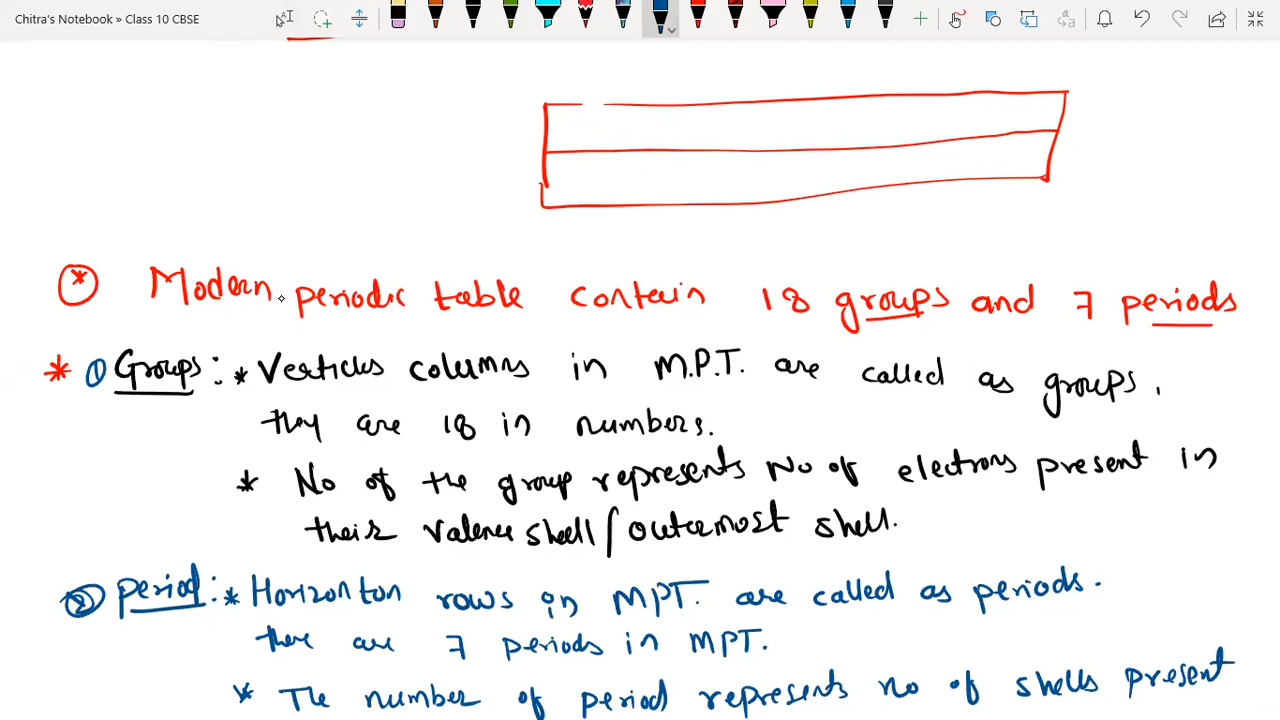 Chitra's Notebook » Class 10 CBSE
* Modern periodic table contain 18 groups and 7 periods
* ① Groups : * Verticles columns in M.P.T. are called as groups.
they are 18 in numbers.
* No of the group represents No of electrons present in
their valence shell / outermost shell.
② period : * Horizonton rows in MPT. are called as periods.
there are 7 periods in MPT.
* The number of period represents no of shells present